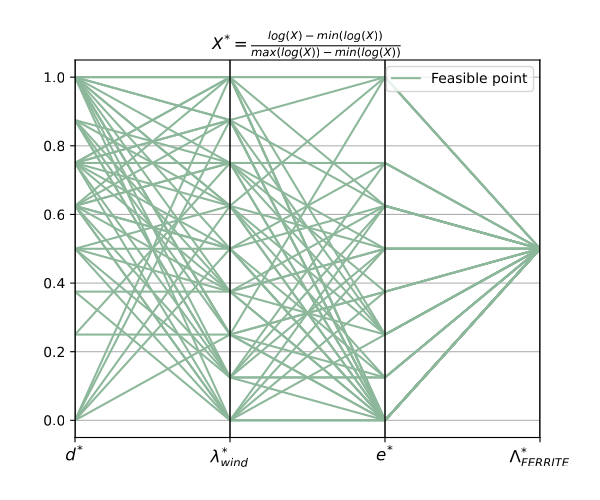 X* = log(X) − min(log(X)) / max(log(X)) − min(log(X))
Feasible point
1.0
0.8
0.6
0.4
0.2
0.0
d*
λ*wind
e*
Λ*FERRITE